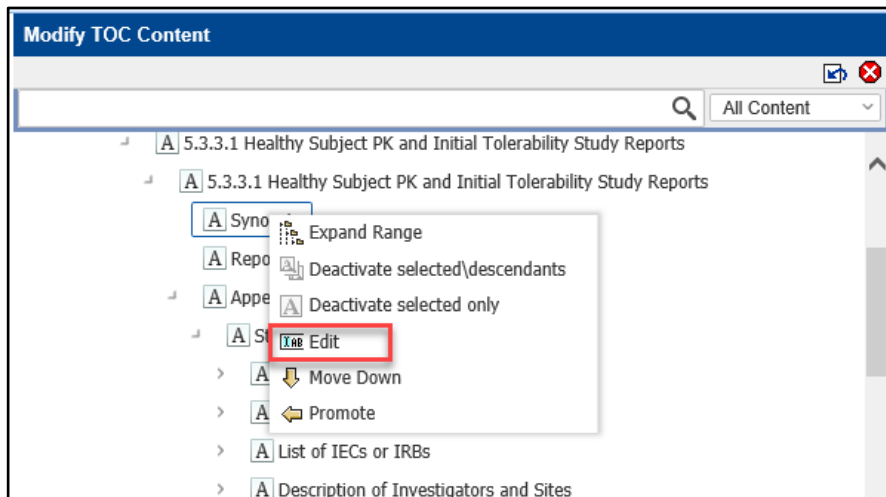 Modify TOC Content
All Content
A 5.3.3.1 Healthy Subject PK and Initial Tolerability Study Reports
A 5.3.3.1 Healthy Subject PK and Initial Tolerability Study Reports
A
Expand Range
A
Deactivate selected\descendants
A
A Deactivate selected only
A
IAB Edit
A
Move Down
A
Promote
A List of IECs or IRBs
A Description of Investigators and Sites